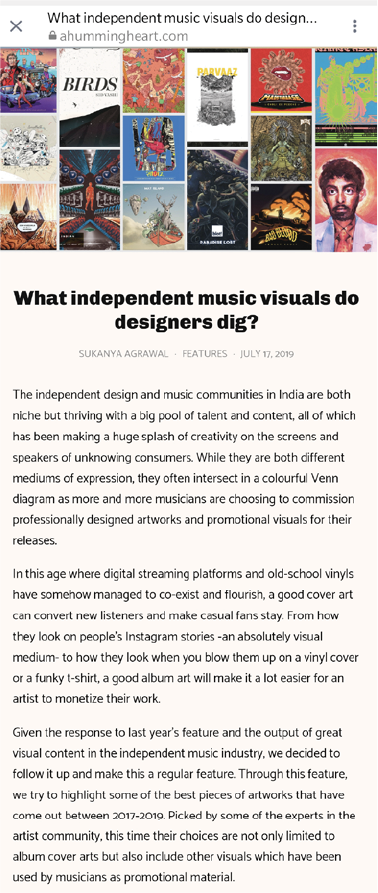 What independent music visuals do design...
ahummingheart.com
BIRDS
PARVAAZ
PARADISE LOST
What independent music visuals do
designers dig?
SUKANYA AGRAWAL · FEATURES · JULY 17, 2019
The independent design and music communities in India are both
niche but thriving with a big pool of talent and content, all of which
has been making a huge splash of creativity on the screens and
speakers of unknowing consumers. While they are both different
mediums of expression, they often intersect in a colourful Venn
diagram as more and more musicians are choosing to commission
professionally designed artworks and promotional visuals for their
releases.
In this age where digital streaming platforms and old-school vinyls
have somehow managed to co-exist and flourish, a good cover art
can convert new listeners and make casual fans stay. From how
they look on people's Instagram stories -an absolutely visual
medium- to how they look when you blow them up on a vinyl cover
or a funky t-shirt, a good album art will make it a lot easier for an
artist to monetize their work.
Given the response to last year's feature and the output of great
visual content in the independent music industry, we decided to
follow it up and make this a regular feature. Through this feature,
we try to highlight some of the best pieces of artworks that have
come out between 2017-2019. Picked by some of the experts in the
artist community, this time their choices are not only limited to
album cover arts but also include other visuals which have been
used by musicians as promotional material.